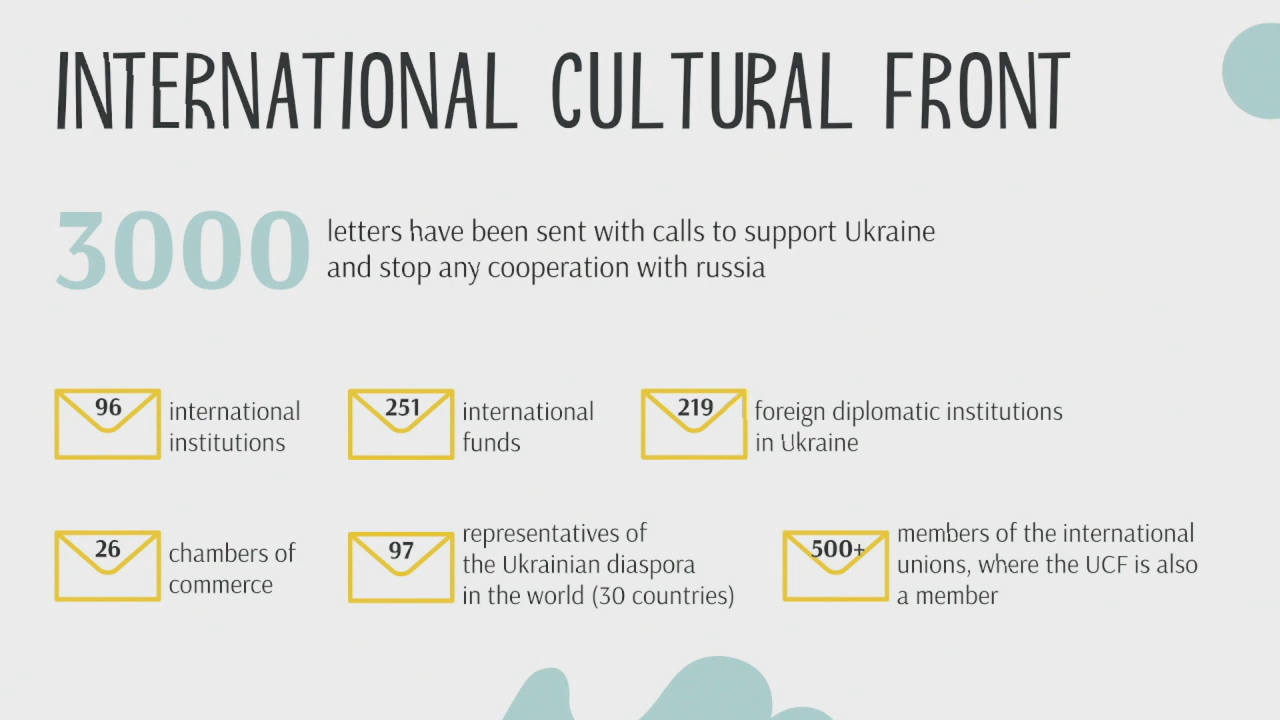 INTERNATIONAL CULTURAL FRONT
3000
letters have been sent with calls to support Ukraine
and stop any cooperation with russia
96
international
institutions
251
international
funds
219
foreign diplomatic institutions
in Ukraine
26
chambers of
commerce
97
representatives of
the Ukrainian diaspora
in the world (30 countries)
500+
members of the international
unions, where the UCF is also
a member